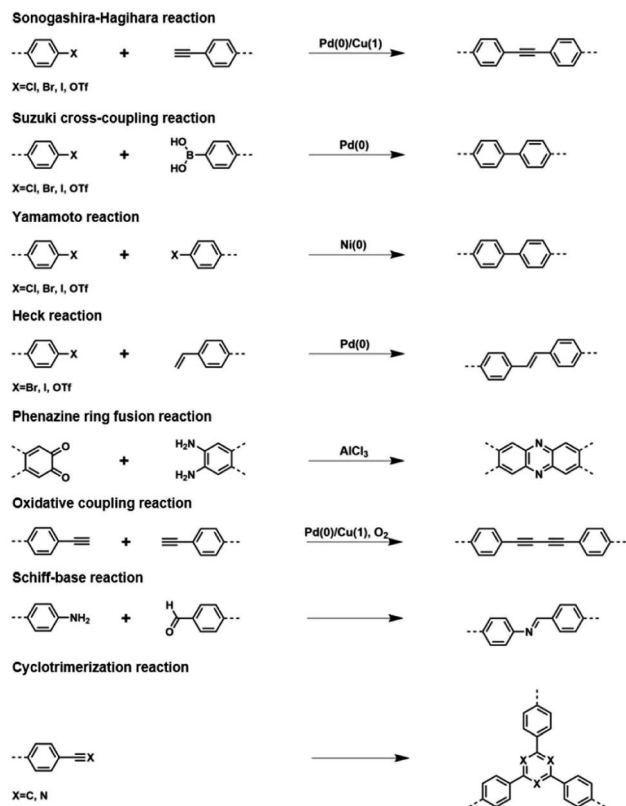 Sonogashira-Hagihara reaction
X + Pd(0)/Cu(1)
X=Cl, Br, I, OTf
Suzuki cross-coupling reaction
X + HO B HO Pd(0)
X=Cl, Br, I, OTf
Yamamoto reaction
X + X Ni(0)
X=Cl, Br, I, OTf
Heck reaction
X + Pd(0)
X=Br, I, OTf
Phenazine ring fusion reaction
O O + H₂N H₂N AlCl₃ N N
Oxidative coupling reaction
+ Pd(0)/Cu(1), O₂
Schiff-base reaction
NH₂ + H O N
Cyclotrimerization reaction
X X X X
X=C, N